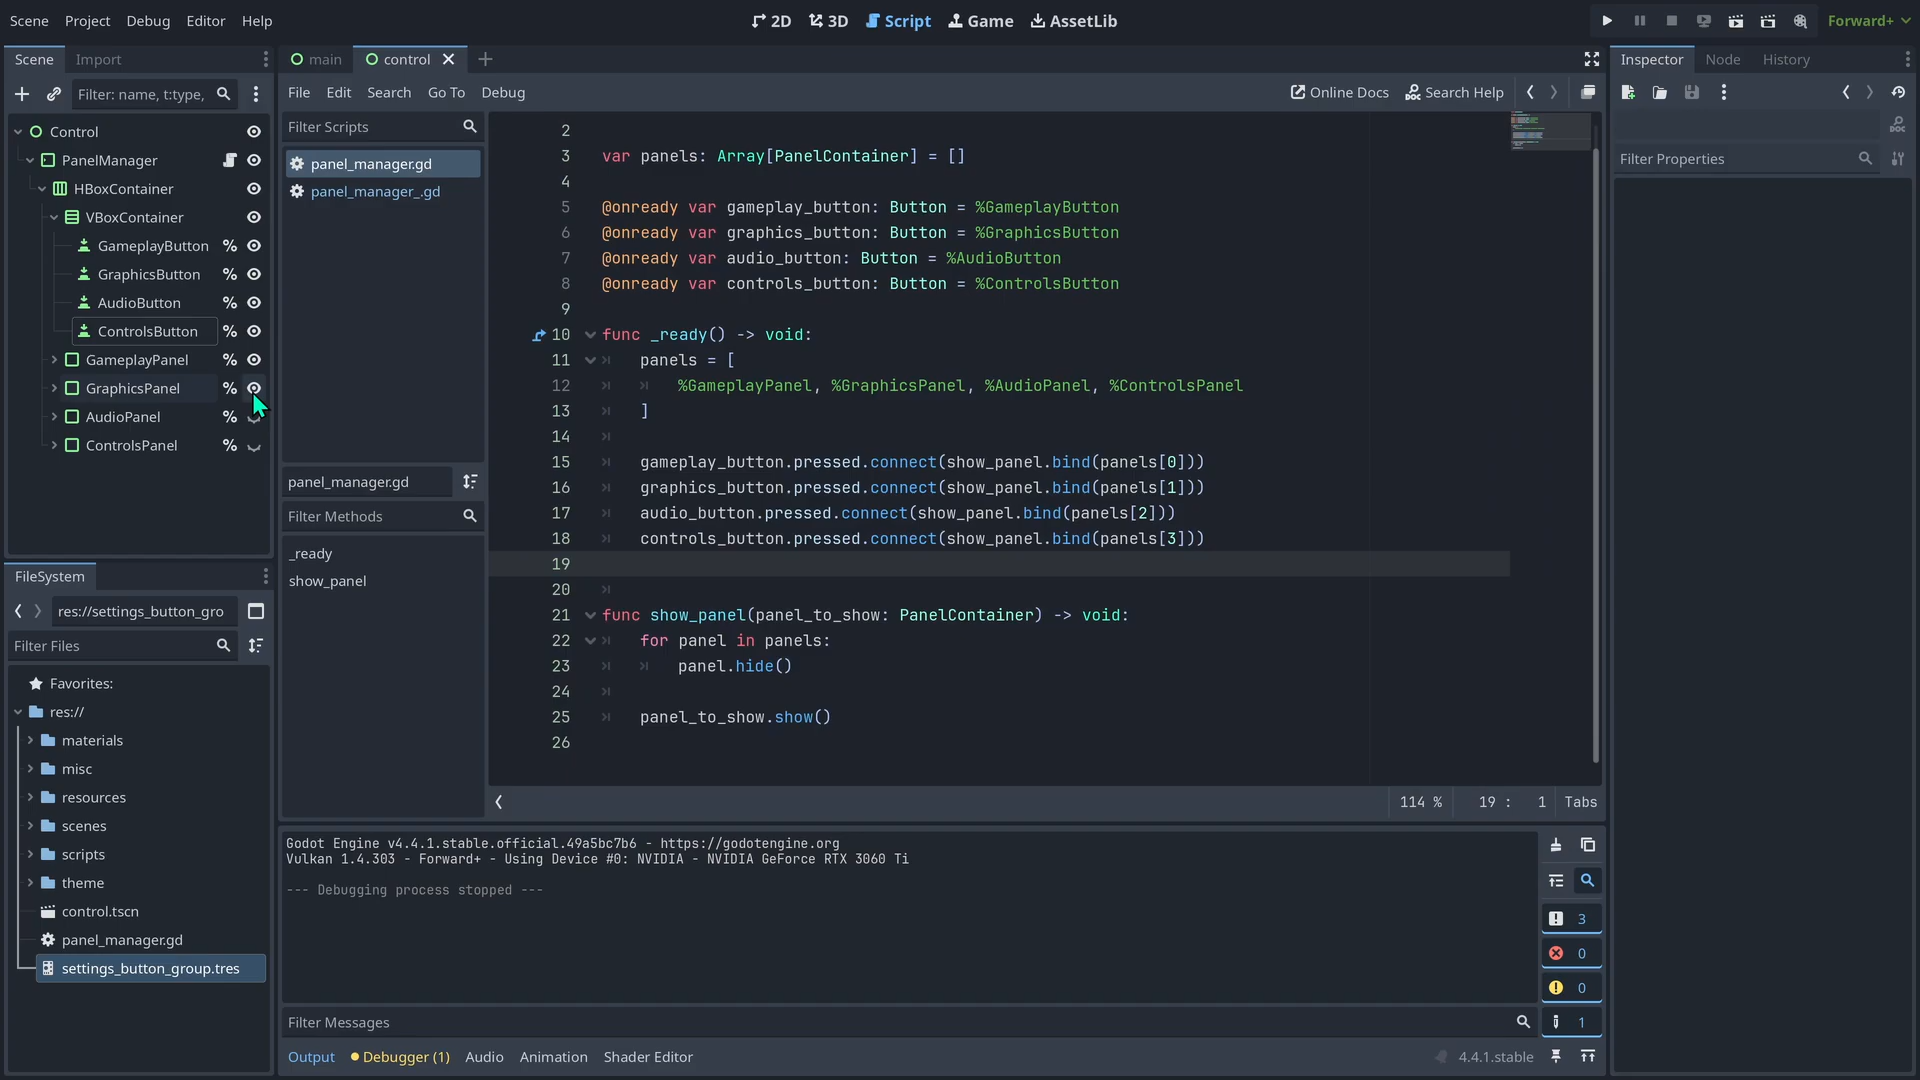 Scene Project Debug Editor Help
2D 3D Script Game AssetLib
Forward+
Scene Import
Filter: name, t:type,
Control
PanelManager
HBoxContainer
VBoxContainer
GameplayButton %
GraphicsButton %
AudioButton %
ControlsButton %
GameplayPanel %
GraphicsPanel %
AudioPanel %
ControlsPanel %
FileSystem
res://settings_button_gro
Filter Files
Favorites:
res://
materials
misc
resources
scenes
scripts
theme
control.tscn
panel_manager.gd
settings_button_group.tres
main control
File Edit Search Go To Debug
Online Docs Search Help
Filter Scripts
panel_manager.gd
panel_manager_.gd
panel_manager.gd
Filter Methods
_ready
show_panel
2
3 var panels: Array[PanelContainer] = []
4
5 @onready var gameplay_button: Button = %GameplayButton
6 @onready var graphics_button: Button = %GraphicsButton
7 @onready var audio_button: Button = %AudioButton
8 @onready var controls_button: Button = %ControlsButton
9
10 func _ready() -> void:
11 panels = [
12 %GameplayPanel, %GraphicsPanel, %AudioPanel, %ControlsPanel
13 ]
14
15 gameplay_button.pressed.connect(show_panel.bind(panels[0]))
16 graphics_button.pressed.connect(show_panel.bind(panels[1]))
17 audio_button.pressed.connect(show_panel.bind(panels[2]))
18 controls_button.pressed.connect(show_panel.bind(panels[3]))
19
20
21 func show_panel(panel_to_show: PanelContainer) -> void:
22 for panel in panels:
23 panel.hide()
24
25 panel_to_show.show()
26
114 % 19 : 1 Tabs
Godot Engine v4.4.1.stable.official.49a5bc7b6 - https://godotengine.org
Vulkan 1.4.303 - Forward+ - Using Device #0: NVIDIA - NVIDIA GeForce RTX 3060 Ti
--- Debugging process stopped ---
3
0
0
1
Filter Messages
Output Debugger (1) Audio Animation Shader Editor
4.4.1.stable
Inspector Node History
DOC
Filter Properties